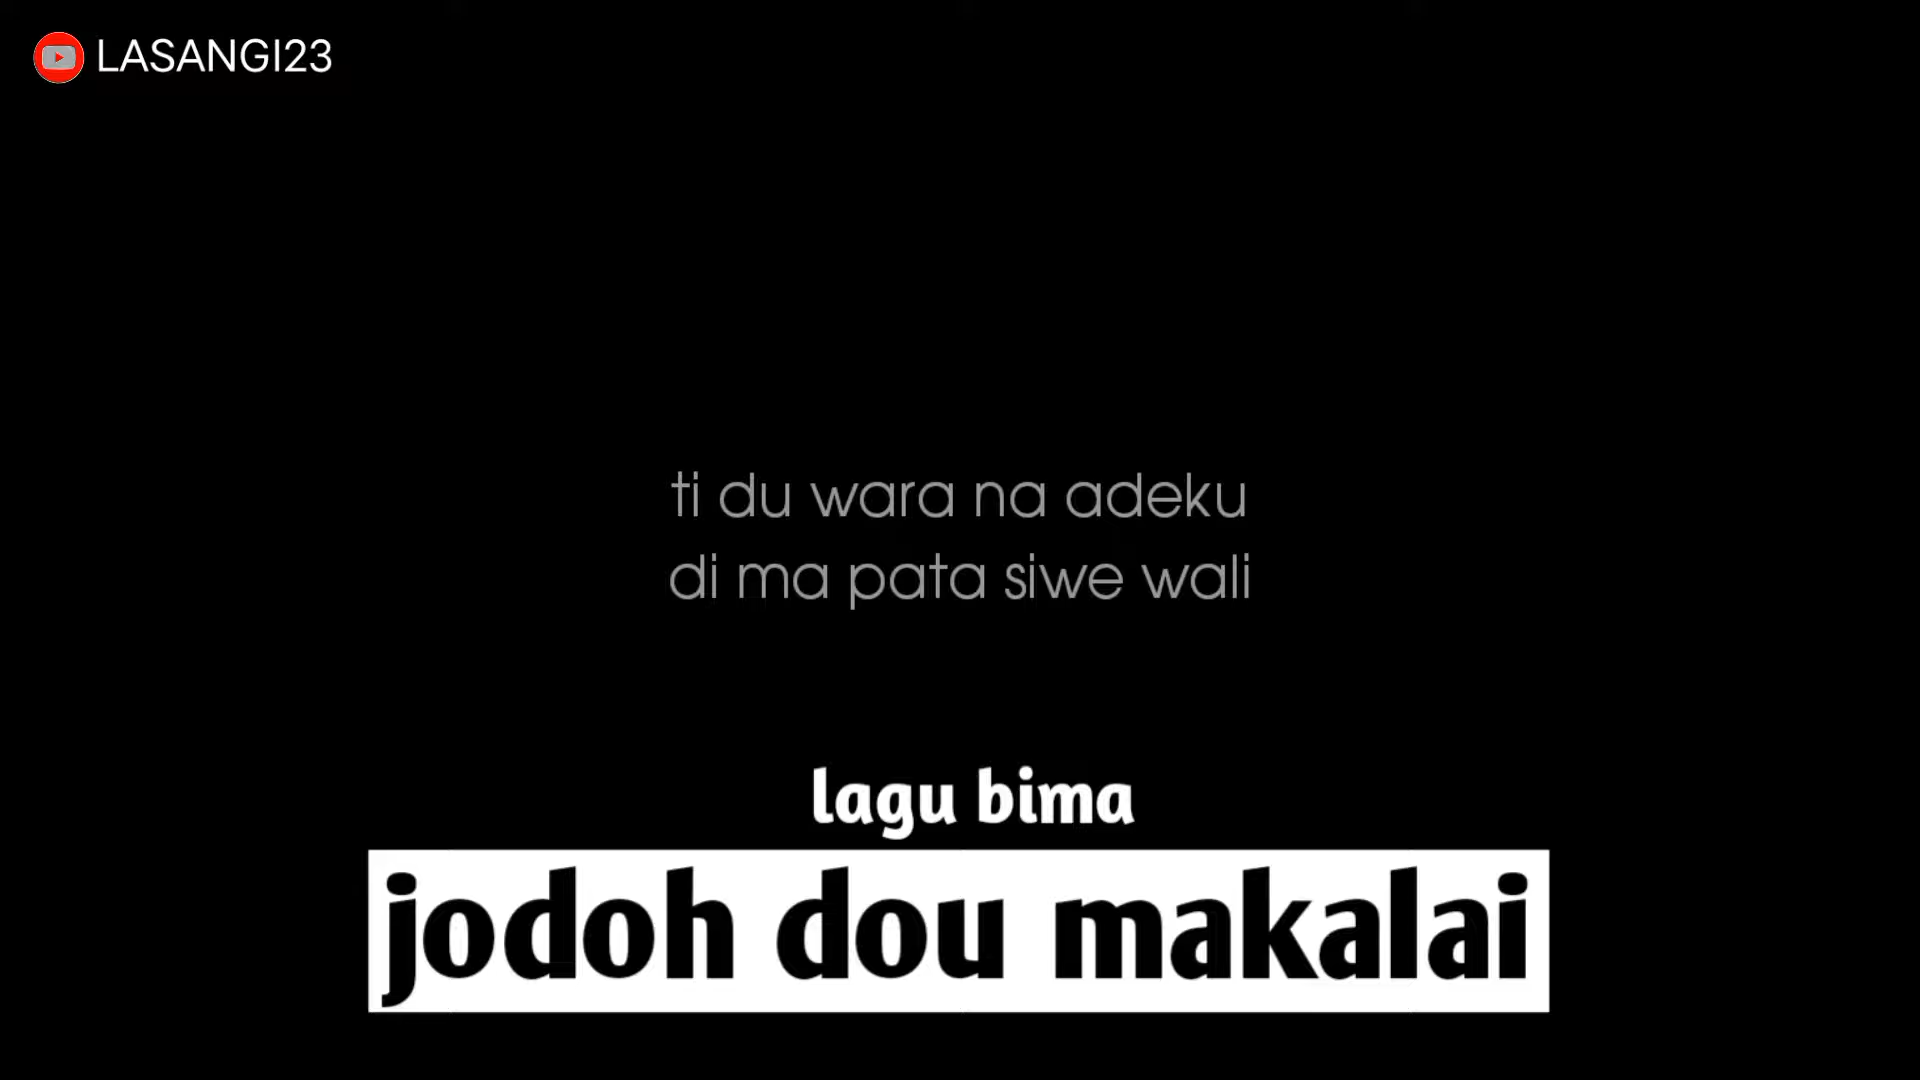 LASANGI23
ti du wara na adeku
di ma pata siwe wali
lagu bima
jodoh dou makalai